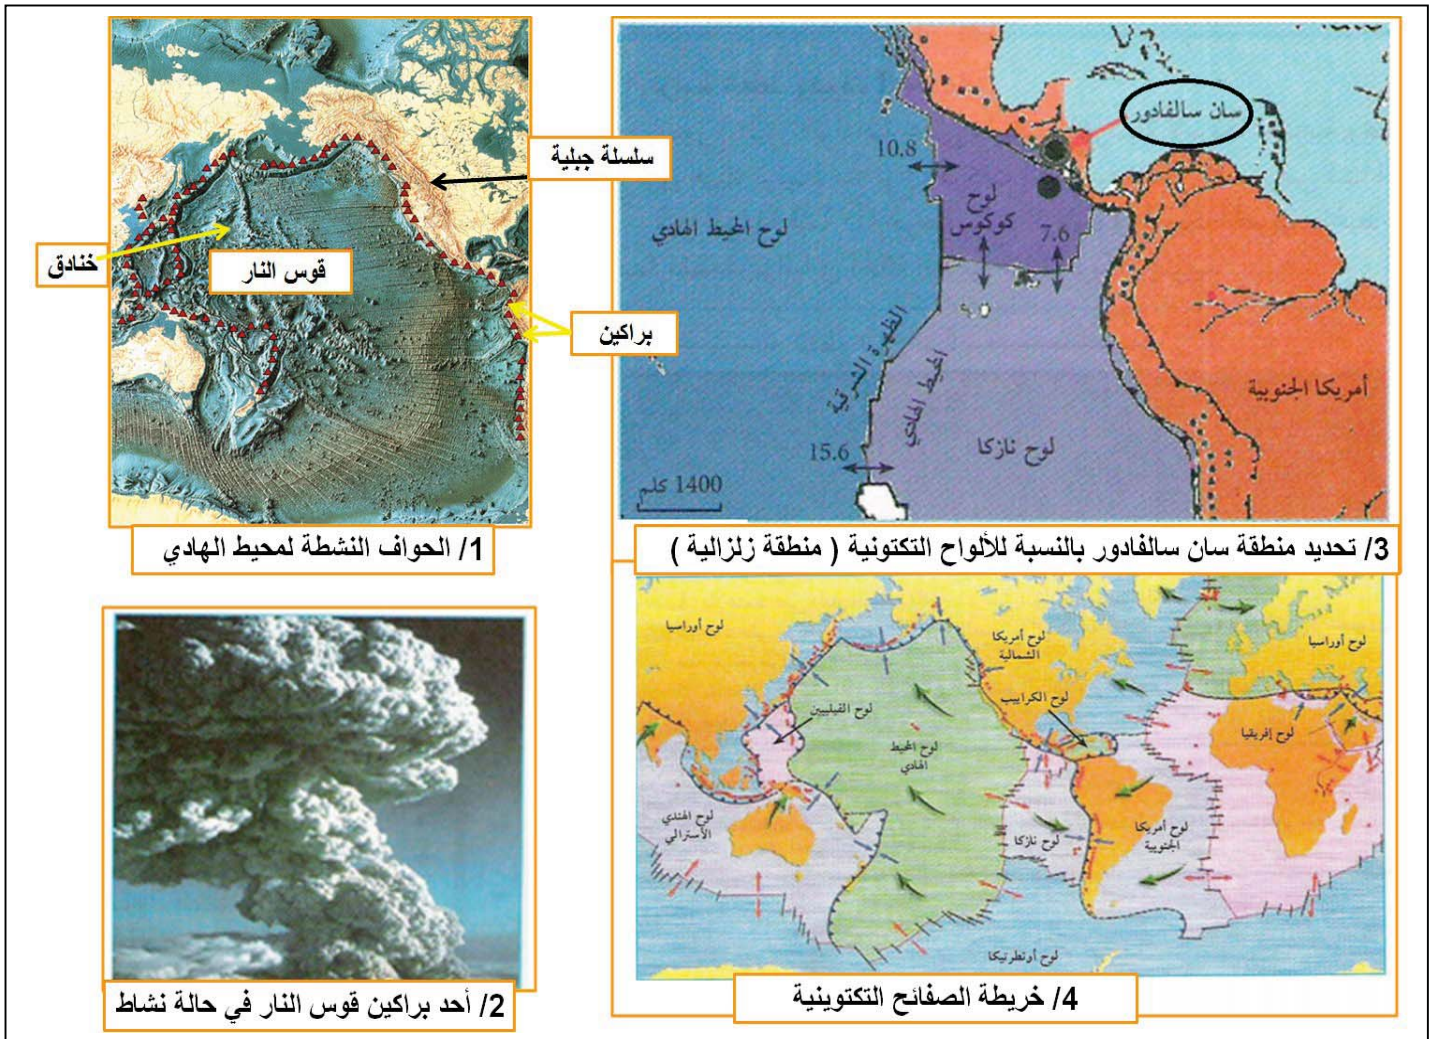 سلسلة جبلية
خنادق
قوس النار
براكين
1/ الحواف النشطة لمحيط الهادي
2/ أحد براكين قوس النار في حالة نشاط
سان سالفادور
10.8
لوح
كوكوس
7.6
لوح المحيط الهادي
الظهرة الشرقية
المحيط الهادي
أمريكا الجنوبية
لوح نازكا
15.6
1400 كلم
3/ تحديد منطقة سان سالفادور بالنسبة للألواح التكتونية ( منطقة زلزالية )
لوح أوراسيا
لوح أمريكا
الشمالية
لوح أوراسيا
لوح الكراييب
لوح الفيليبين
لوح إفريقيا
لوح المحيط
الهادي
لوح الهندي
الأسترالي
لوح نازكا
لوح أمريكا
الجنوبية
لوح أونطرتيكا
4/ خريطة الصفائح التكتوينية